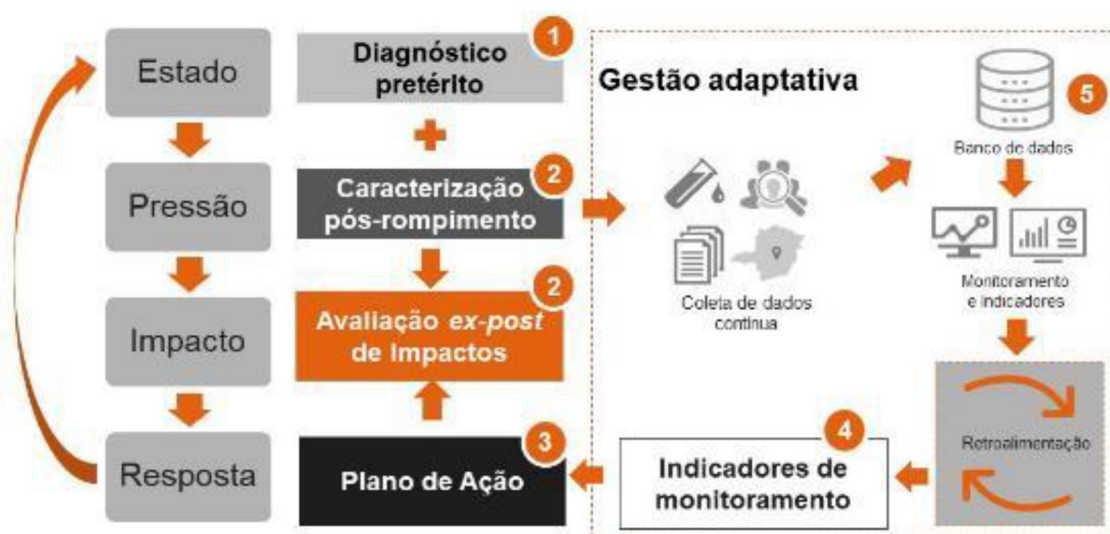 Estado
Pressão
Impacto
Resposta
1
Diagnóstico
pretérito
2
Caracterização
pós-rompimento
2
Avaliação ex-post
de Impactos
3
Plano de Ação
Gestão adaptativa
Coleta de dados
contínua
5
Banco de dados
Monitoramento
e Indicadores
Retroalimentação
4
Indicadores de
monitoramento